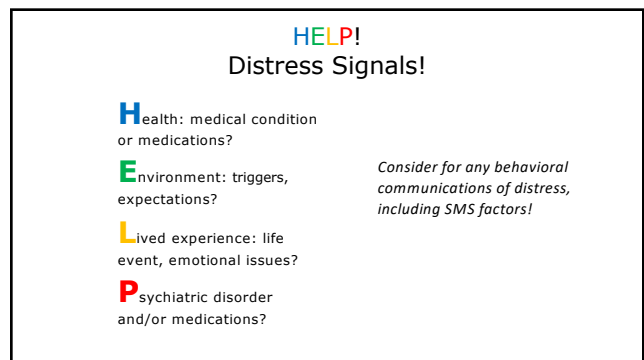 HELP!
Distress Signals!
Health: medical condition
or medications?
Environment: triggers,
expectations?
Lived experience: life
event, emotional issues?
Psychiatric disorder
and/or medications?
Consider for any behavioral
communications of distress,
including SMS factors!